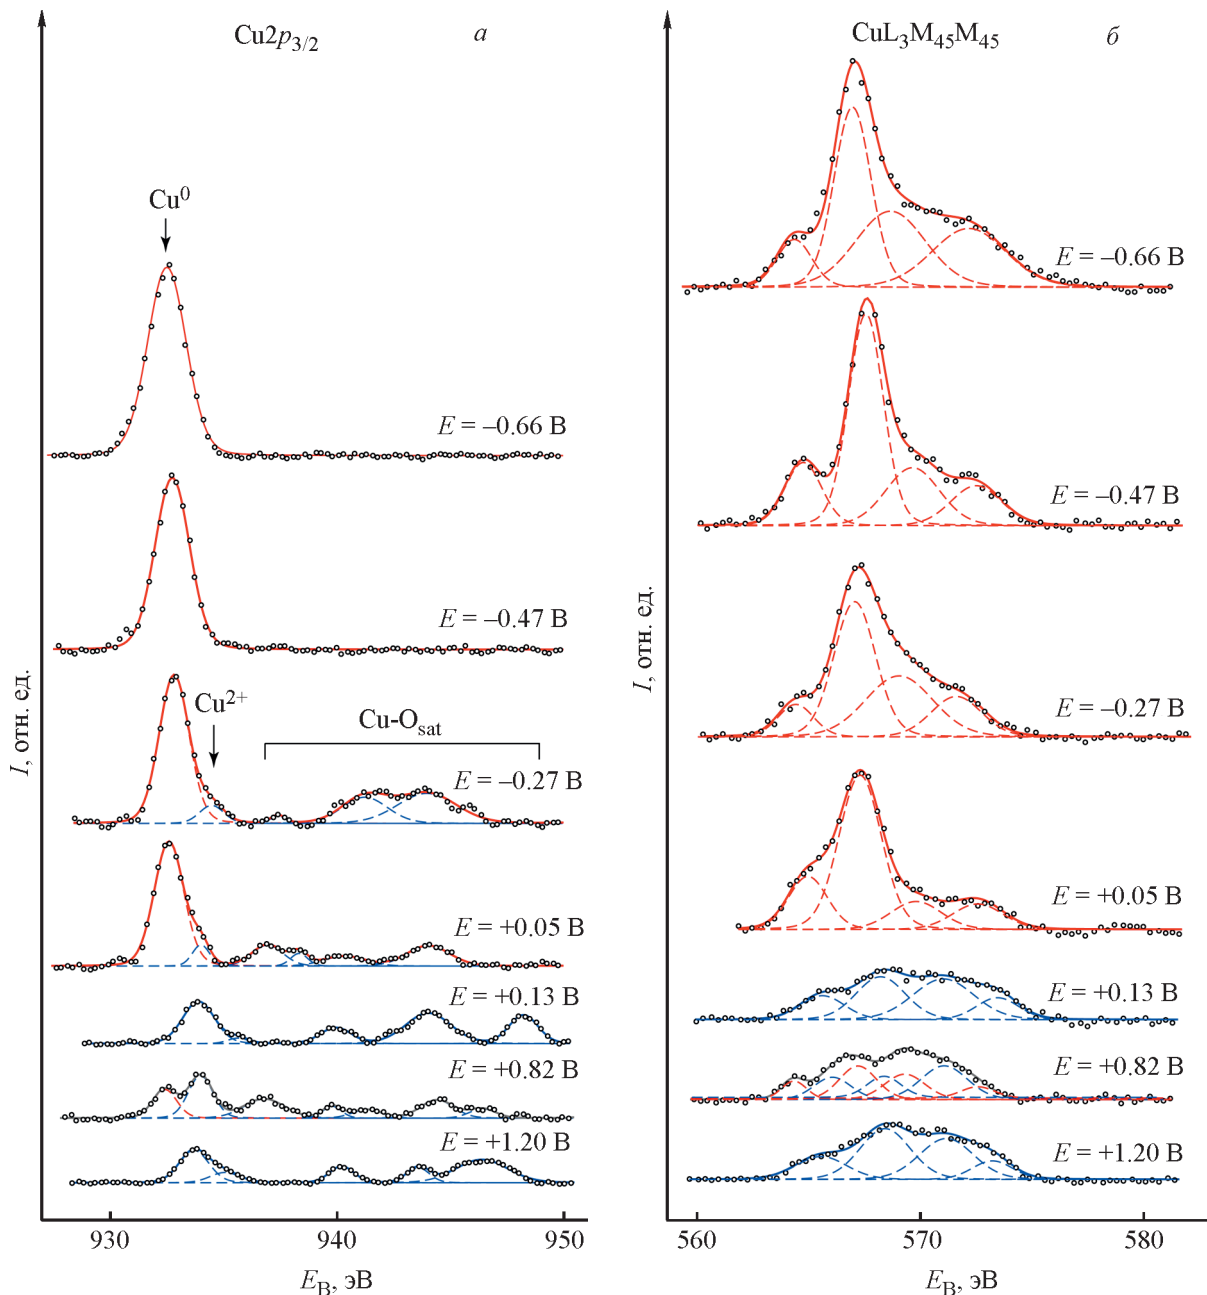 Cu2p3/2
а
Cu⁰
E = –0.66 В
E = –0.47 В
Cu²⁺
Cu-Osat
E = –0.27 В
E = +0.05 В
E = +0.13 В
E = +0.82 В
E = +1.20 В
I, отн. ед.
930
940
950
EВ, эВ
CuL3M45M45
б
E = –0.66 В
E = –0.47 В
E = –0.27 В
E = +0.05 В
E = +0.13 В
E = +0.82 В
E = +1.20 В
I, отн. ед.
560
570
580
EВ, эВ